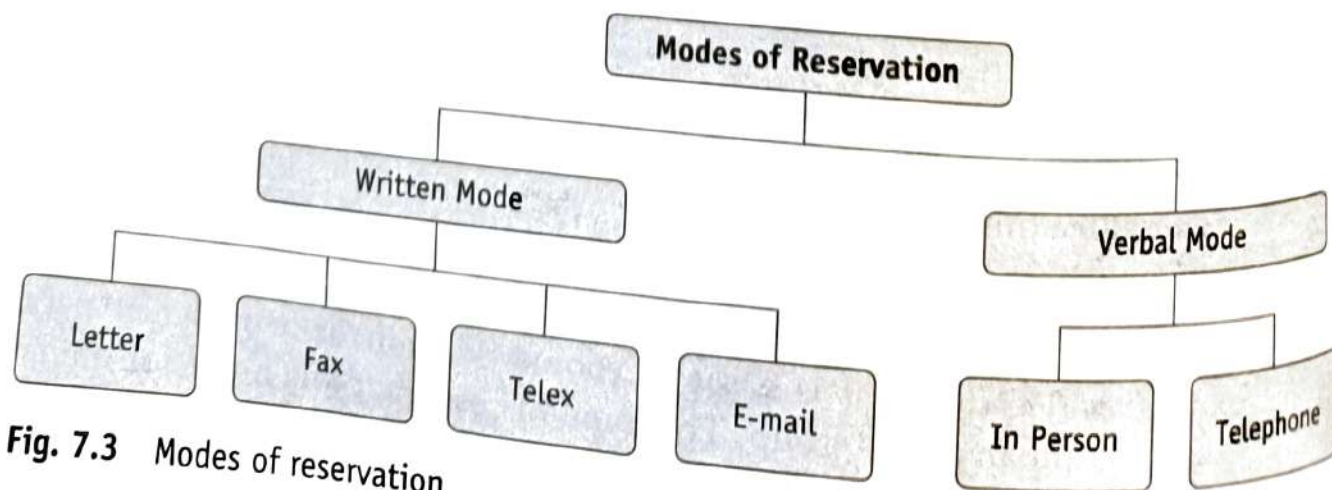 Modes of Reservation
Written Mode
Verbal Mode
Letter
Fax
Telex
E-mail
In Person
Telephone
Fig. 7.3 Modes of reservation